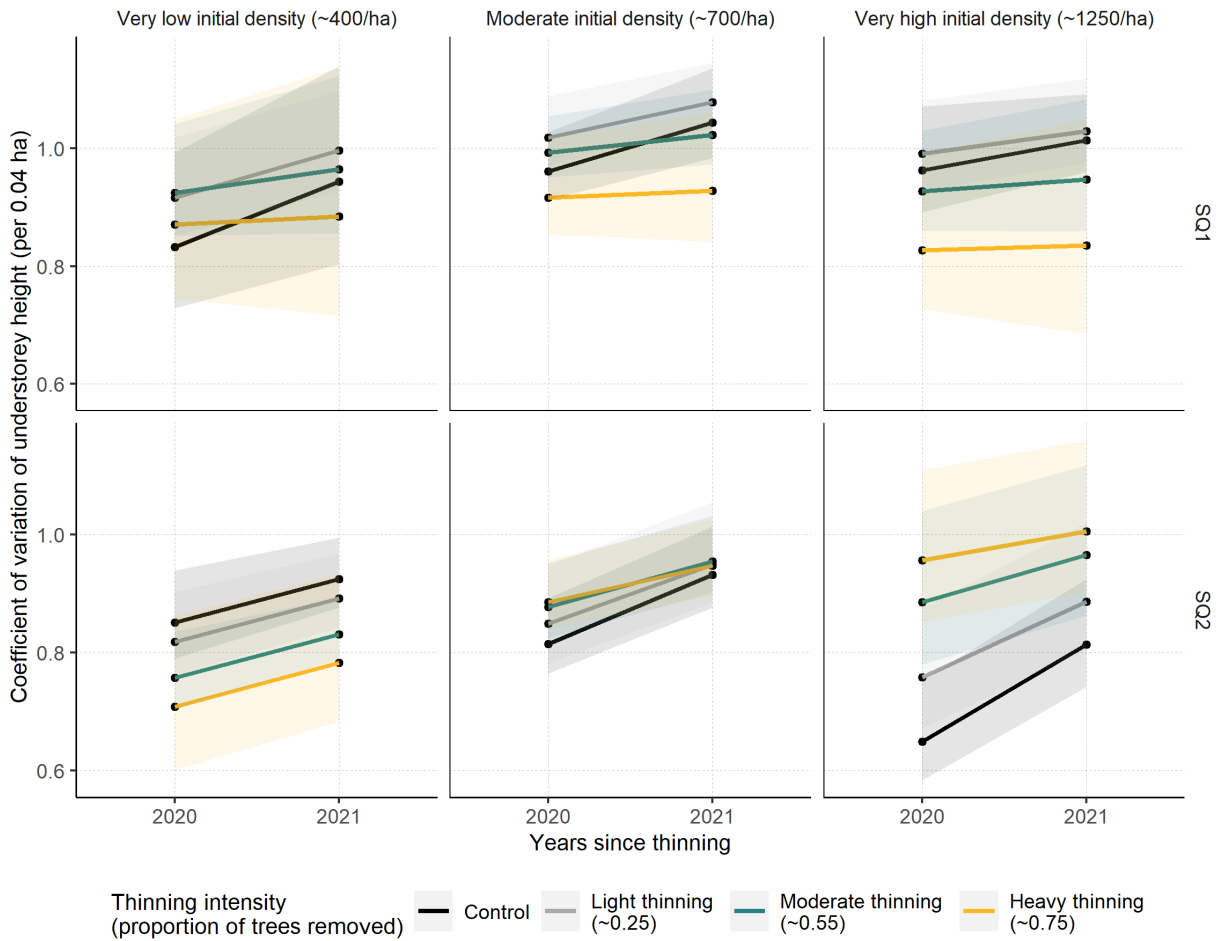 Very low initial density (~400/ha)
Moderate initial density (~700/ha)
Very high initial density (~1250/ha)
Coefficient of variation of understorey height (per 0.04 ha)
1.0
0.8
0.6
SQ1
1.0
0.8
0.6
SQ2
2020
2021
2020
2021
2020
2021
Years since thinning
Thinning intensity
(proportion of trees removed)
Control
Light thinning
(~0.25)
Moderate thinning
(~0.55)
Heavy thinning
(~0.75)